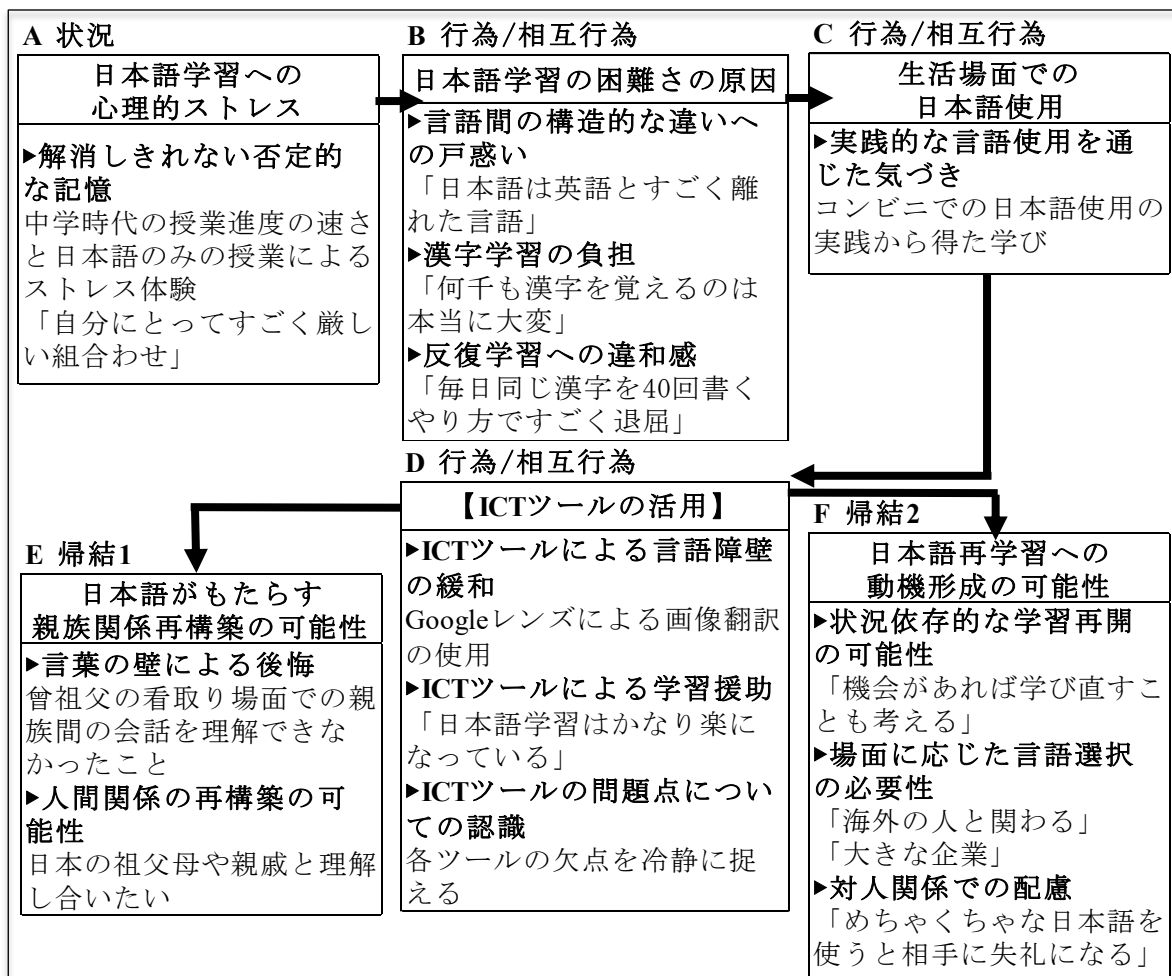 A 状況
日本語学習への
心理的ストレス
▶解消しきれない否定的
な記憶
中学時代の授業進度の速さ
と日本語のみの授業による
ストレス体験
「自分にとってすごく厳し
い組合わせ」
B 行為/相互行為
日本語学習の困難さの原因
▶言語間の構造的な違いへ
の戸惑い
「日本語は英語とすごく離
れた言語」
▶漢字学習の負担
「何千も漢字を覚えるのは
本当に大変」
▶反復学習への違和感
「毎日同じ漢字を40回書く
やり方ですごく退屈」
C 行為/相互行為
生活場面での
日本語使用
▶実践的な言語使用を通
じた気づき
コンビニでの日本語使用の
実践から得た学び
D 行為/相互行為
【ICTツールの活用】
▶ICTツールによる言語障壁
の緩和
Googleレンズによる画像翻訳
の使用
▶ICTツールによる学習援助
「日本語学習はかなり楽に
なっている」
▶ICTツールの問題点につい
ての認識
各ツールの欠点を冷静に捉
える
E 帰結1
日本語がもたらす
親族関係再構築の可能性
▶言葉の壁による後悔
曾祖父の看取り場面での親
族間の会話を理解できな
かったこと
▶人間関係の再構築の可
能性
日本の祖父母や親戚と理解
し合いたい
F 帰結2
日本語再学習への
動機形成の可能性
▶状況依存的な学習再開
の可能性
「機会があれば学び直すこ
とも考える」
▶場面に応じた言語選択
の必要性
「海外の人と関わる」
「大きな企業」
▶対人関係での配慮
「めちゃくちゃな日本語を
使うと相手に失礼になる」